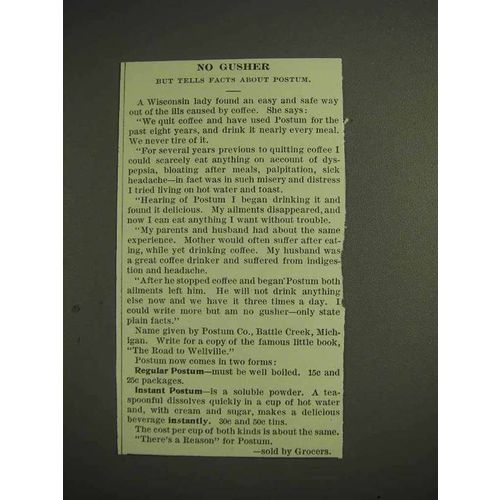 NO GUSHER
BUT TELLS FACTS ABOUT POSTUM.
A Wisconsin lady found an easy and safe way
out of the ills caused by coffee. She says:
"We quit coffee and have used Postum for the
past eight years, and drink it nearly every meal.
We never tire of it.
"For several years previous to quitting coffee I
could scarcely eat anything on account of dys-
pepsia, bloating after meals, palpitation, sick
headache—in fact was in such misery and distress
I tried living on hot water and toast.
"Hearing of Postum I began drinking it and
found it delicious. My ailments disappeared, and
now I can eat anything I want without trouble.
"My parents and husband had about the same
experience. Mother would often suffer after eat-
ing, while yet drinking coffee. My husband was
a great coffee drinker and suffered from indiges-
tion and headache.
"After he stopped coffee and began Postum both
ailments left him. He will not drink anything
else now and we have it three times a day. I
could write more but am no gusher—only state
plain facts."
Name given by Postum Co., Battle Creek, Mich-
igan. Write for a copy of the famous little book,
"The Road to Wellville."
Postum now comes in two forms:
Regular Postum—must be well boiled. 15c and
25c packages.
Instant Postum—is a soluble powder. A tea-
spoonful dissolves quickly in a cup of hot water
and, with cream and sugar, makes a delicious
beverage instantly. 30c and 50c tins.
The cost per cup of both kinds is about the same.
"There's a Reason" for Postum.
—sold by Grocers.